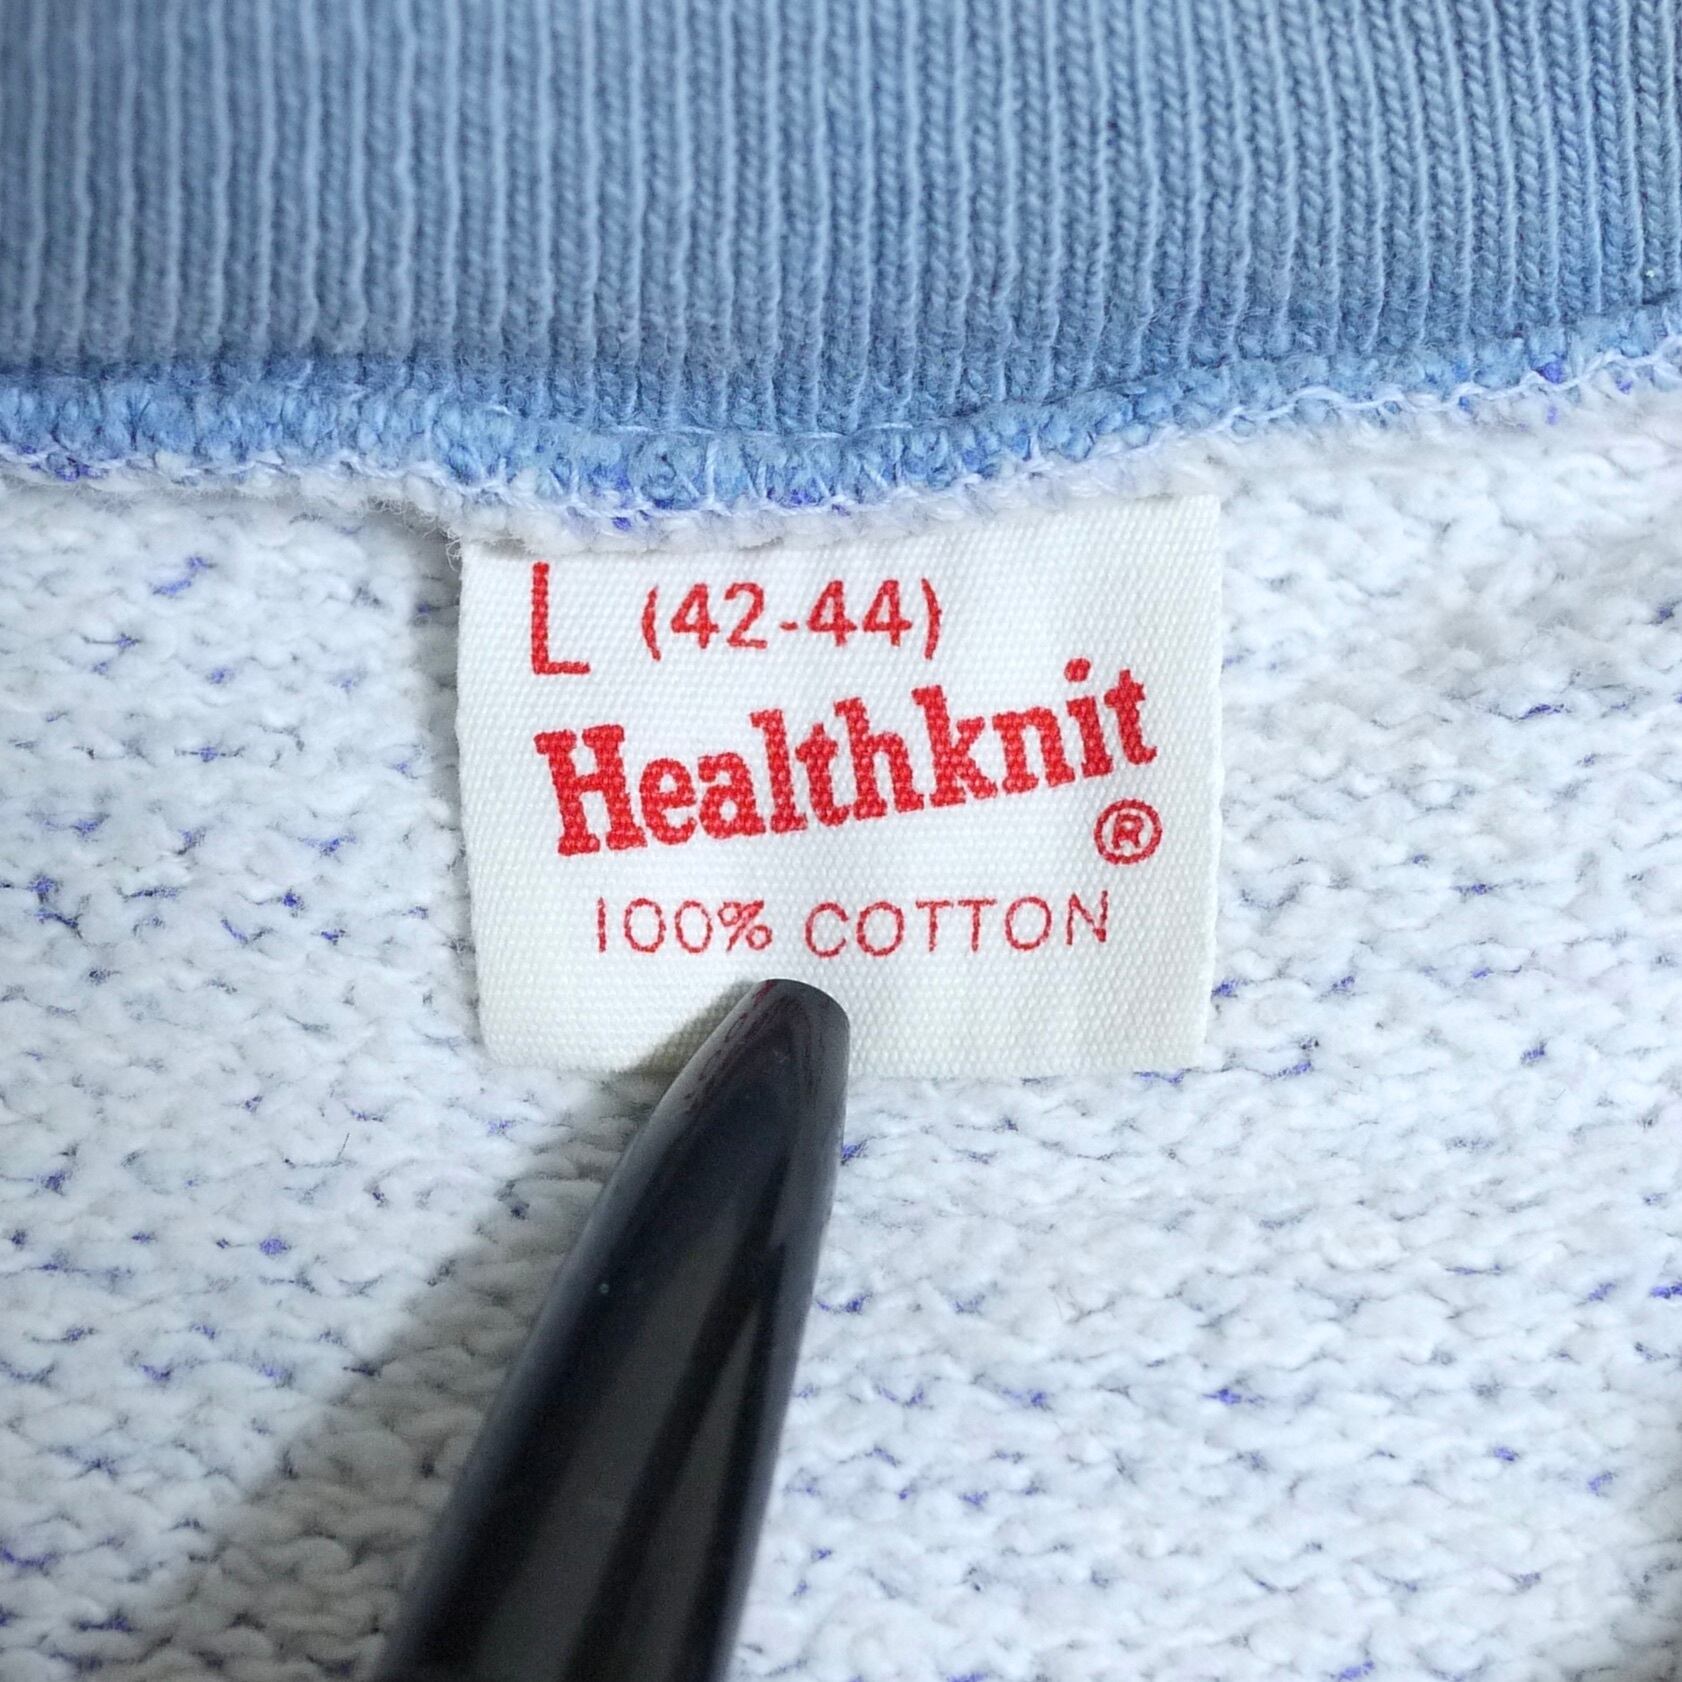 L (42-44)
Healthknit
®
100% COTTON